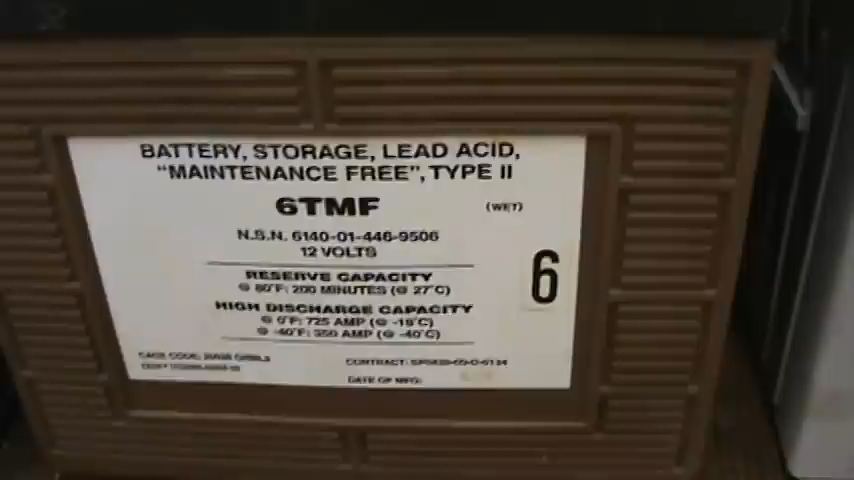 BATTERY, STORAGE, LEAD ACID,
"MAINTENANCE FREE", TYPE II
6TMF
(WET)
N.S.N. 6140-01-446-9506
12 VOLTS
RESERVE CAPACITY
@ 80°F: 200 MINUTES (@ 27°C)
6
HIGH DISCHARGE CAPACITY
@ 0°F: 725 AMP (@ -18°C)
@ -40°F: 350 AMP (@ -40°C)
CAGE CODE:
CONTRACT:
DATE OF MFG: